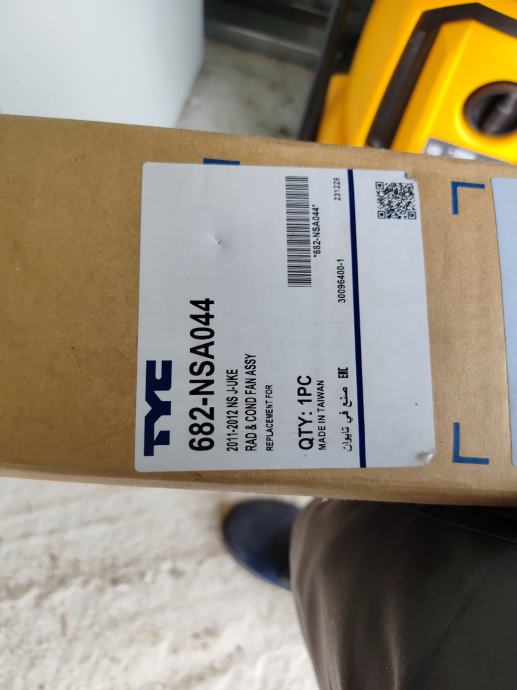 TYC
682-NSA044
2011-2012 NS J-UKE
RAD & COND FAN ASSY
REPLACEMENT FOR
QTY: 1PC
MADE IN TAIWAN
صنع في تايوان EAC
*682-NSA044*
30096400-1
231229